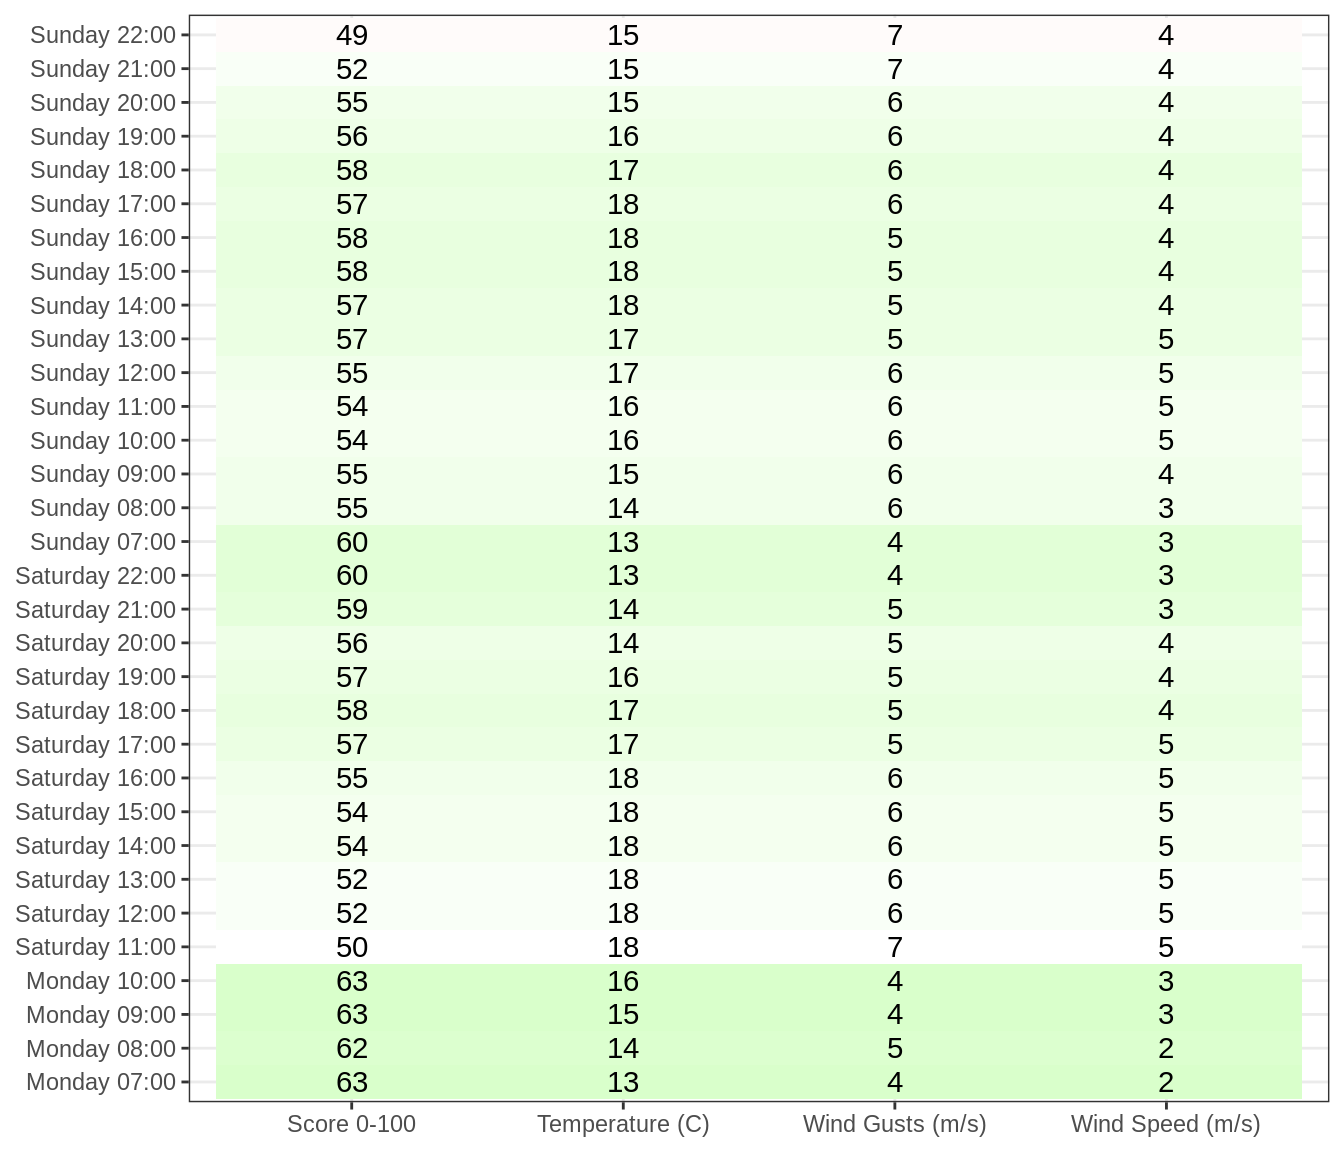 Sunday 22:00 49 15 7 4
Sunday 21:00 52 15 7 4
Sunday 20:00 55 15 6 4
Sunday 19:00 56 16 6 4
Sunday 18:00 58 17 6 4
Sunday 17:00 57 18 6 4
Sunday 16:00 58 18 5 4
Sunday 15:00 58 18 5 4
Sunday 14:00 57 18 5 4
Sunday 13:00 57 17 5 5
Sunday 12:00 55 17 6 5
Sunday 11:00 54 16 6 5
Sunday 10:00 54 16 6 5
Sunday 09:00 55 15 6 4
Sunday 08:00 55 14 6 3
Sunday 07:00 60 13 4 3
Saturday 22:00 60 13 4 3
Saturday 21:00 59 14 5 3
Saturday 20:00 56 14 5 4
Saturday 19:00 57 16 5 4
Saturday 18:00 58 17 5 4
Saturday 17:00 57 17 5 5
Saturday 16:00 55 18 6 5
Saturday 15:00 54 18 6 5
Saturday 14:00 54 18 6 5
Saturday 13:00 52 18 6 5
Saturday 12:00 52 18 6 5
Saturday 11:00 50 18 7 5
Monday 10:00 63 16 4 3
Monday 09:00 63 15 4 3
Monday 08:00 62 14 5 2
Monday 07:00 63 13 4 2
Score 0-100 Temperature (C) Wind Gusts (m/s) Wind Speed (m/s)